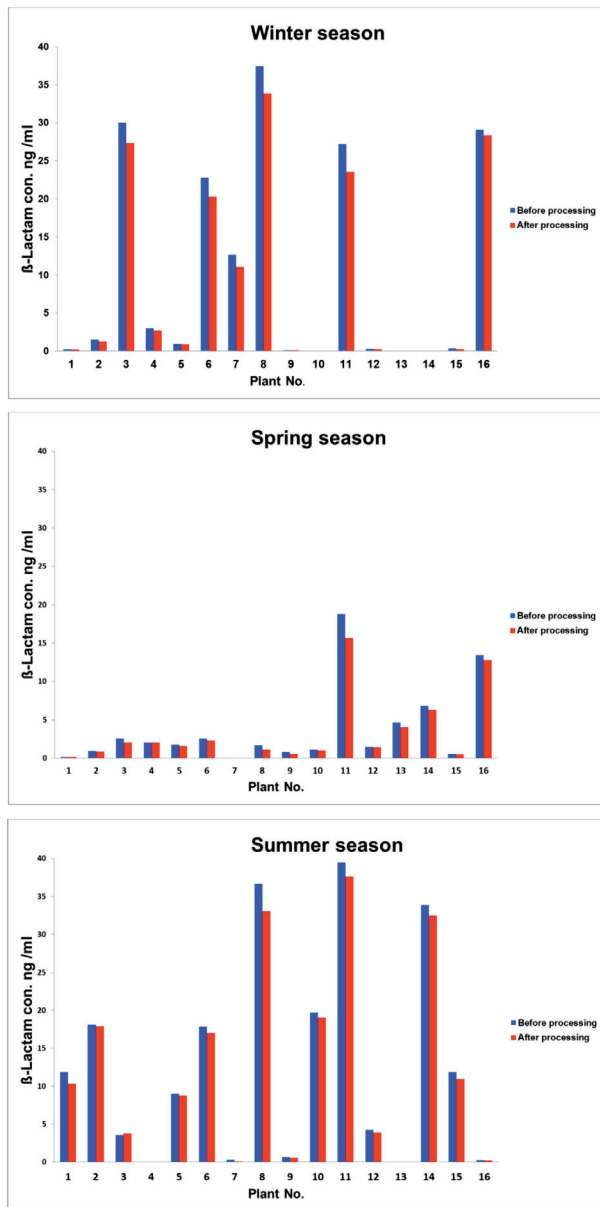 Winter season
ß-Lactam con. ng /ml
40
35
30
25
20
15
10
5
0
1 2 3 4 5 6 7 8 9 10 11 12 13 14 15 16
Plant No.
Before processing
After processing
Spring season
ß-Lactam con. ng /ml
40
35
30
25
20
15
10
5
0
1 2 3 4 5 6 7 8 9 10 11 12 13 14 15 16
Plant No.
Before processing
After processing
Summer season
ß-Lactam con. ng /ml
40
35
30
25
20
15
10
5
0
1 2 3 4 5 6 7 8 9 10 11 12 13 14 15 16
Plant No.
Before processing
After processing